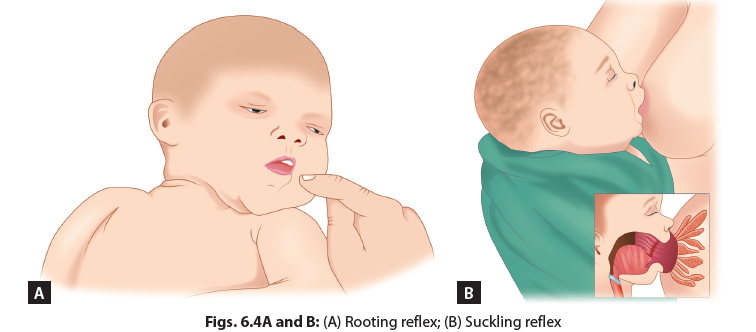 A
B
Figs. 6.4A and B: (A) Rooting reflex; (B) Suckling reflex